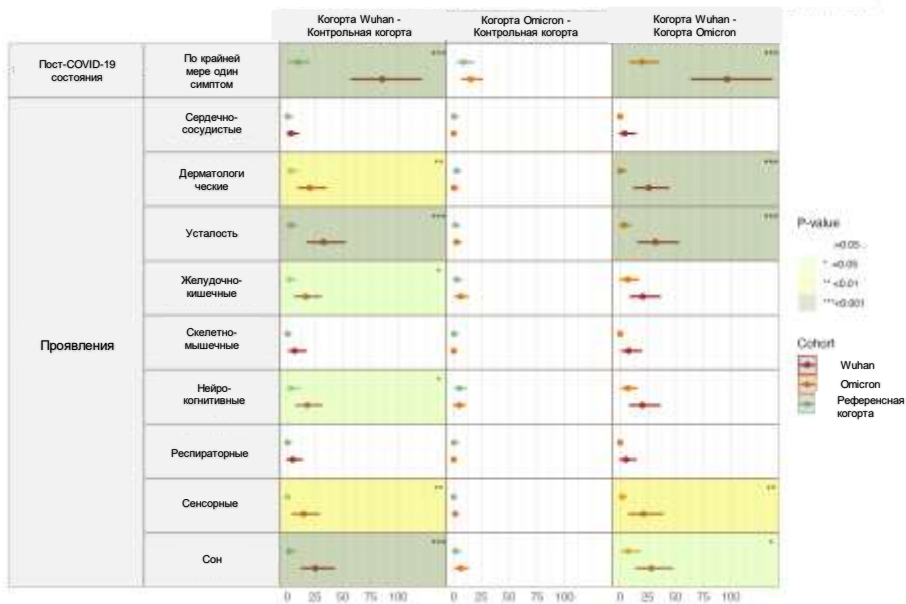 Когорта Wuhan -
Контрольная когорта
Когорта Omicron -
Контрольная когорта
Когорта Wuhan -
Когорта Omicron
Пост-COVID-19
состояния
По крайней
мере один
симптом
***
***
Проявления
Сердечно-
сосудистые
Дерматологи
ческие
**
***
Усталость
***
***
Желудочно-
кишечные
*
Скелетно-
мышечные
Нейро-
когнитивные
*
Респираторные
Сенсорные
**
**
Сон
***
*
0 25 50 75 100
0 25 50 75 100
0 25 50 75 100
P-value
>0.05
* <0.05
** <0.01
*** <0.001
Cohort
Wuhan
Omicron
Референсная
когорта